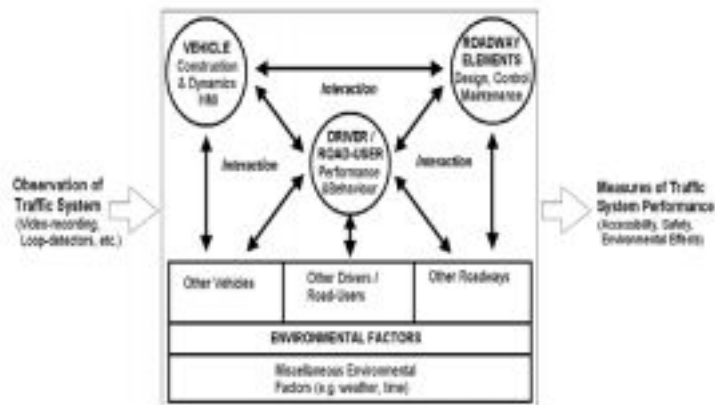 VEHICLE
Construction
& Dynamics
HMI
ROADWAY
ELEMENTS
Design, Control
Maintenance
Interaction
DRIVER /
ROAD-USER
Performance
&Behaviour
Interaction
Interaction
Observation of
Traffic System
(Video-recording,
Loop-detectors, etc.)
Measures of Traffic
System Performance
(Accessibility, Safety,
Environmental Effects)
Other Vehicles
Other Drivers /
Road-Users
Other Roadways
ENVIRONMENTAL FACTORS
Miscellaneous Environmental
Factors (e.g. weather, time)